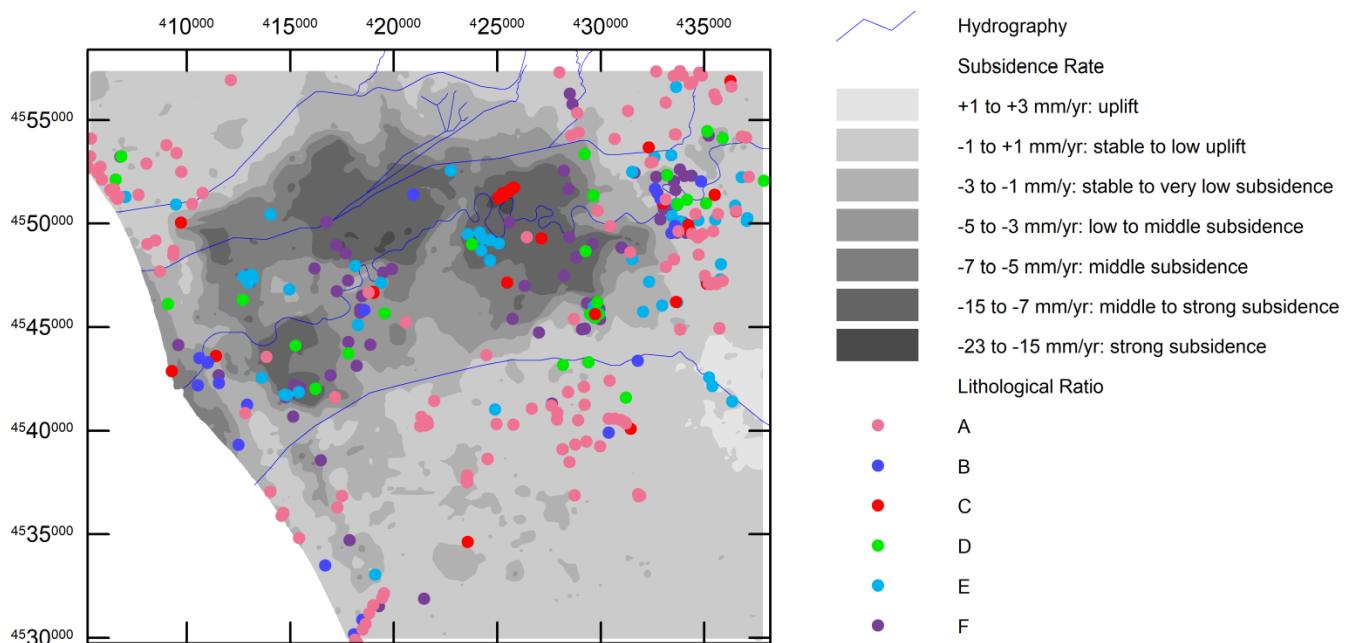 410000 415000 420000 425000 430000 435000
4555000
4550000
4545000
4540000
4535000
4530000
Hydrography
Subsidence Rate
+1 to +3 mm/yr: uplift
-1 to +1 mm/yr: stable to low uplift
-3 to -1 mm/y: stable to very low subsidence
-5 to -3 mm/yr: low to middle subsidence
-7 to -5 mm/yr: middle subsidence
-15 to -7 mm/yr: middle to strong subsidence
-23 to -15 mm/yr: strong subsidence
Lithological Ratio
A
B
C
D
E
F